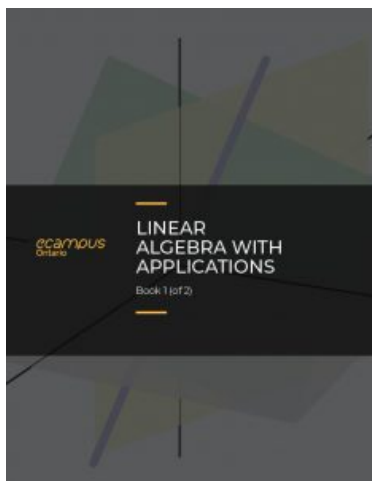 ecampus
Ontario
LINEAR
ALGEBRA WITH
APPLICATIONS
Book 1 (of 2)